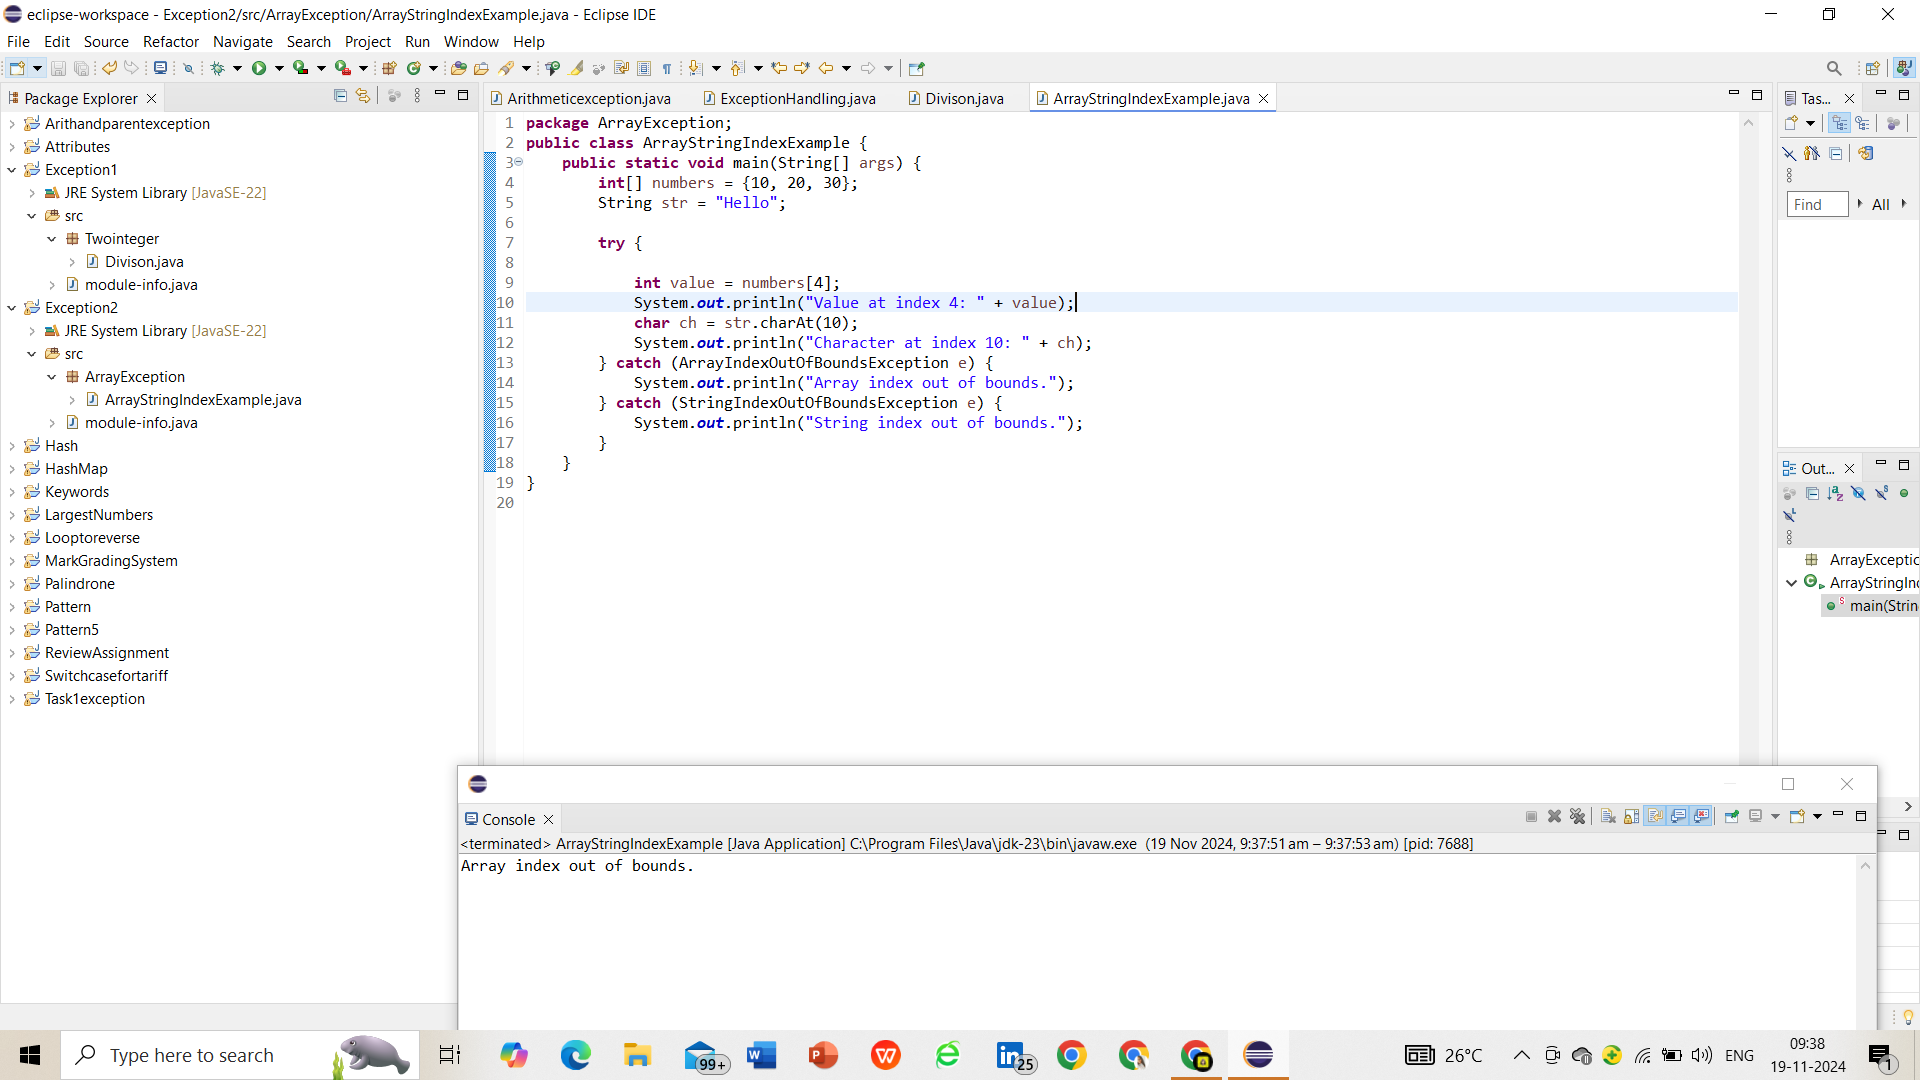 eclipse-workspace - Exception2/src/ArrayException/ArrayStringIndexExample.java - Eclipse IDE
File Edit Source Refactor Navigate Search Project Run Window Help
Package Explorer
Arithandparentexception
Attributes
Exception1
JRE System Library [JavaSE-22]
src
Twointeger
Divison.java
module-info.java
Exception2
JRE System Library [JavaSE-22]
src
ArrayException
ArrayStringIndexExample.java
module-info.java
Hash
HashMap
Keywords
LargestNumbers
Looptoreverse
MarkGradingSystem
Palindrone
Pattern
Pattern5
ReviewAssignment
Switchcasefortariff
Task1exception
Arithmeticexception.java ExceptionHandling.java Divison.java ArrayStringIndexExample.java
1 package ArrayException;
2 public class ArrayStringIndexExample {
3 public static void main(String[] args) {
4 int[] numbers = {10, 20, 30};
5 String str = "Hello";
6
7 try {
8
9 int value = numbers[4];
10 System.out.println("Value at index 4: " + value);
11 char ch = str.charAt(10);
12 System.out.println("Character at index 10: " + ch);
13 } catch (ArrayIndexOutOfBoundsException e) {
14 System.out.println("Array index out of bounds.");
15 } catch (StringIndexOutOfBoundsException e) {
16 System.out.println("String index out of bounds.");
17 }
18 }
19 }
20
Tas...
Find All
Out...
ArrayExceptio
ArrayStringIn
main(Strin
Console
<terminated> ArrayStringIndexExample [Java Application] C:\Program Files\Java\jdk-23\bin\javaw.exe (19 Nov 2024, 9:37:51 am – 9:37:53 am) [pid: 7688]
Array index out of bounds.
Type here to search
99+
25
26°C
ENG
09:38
19-11-2024
1